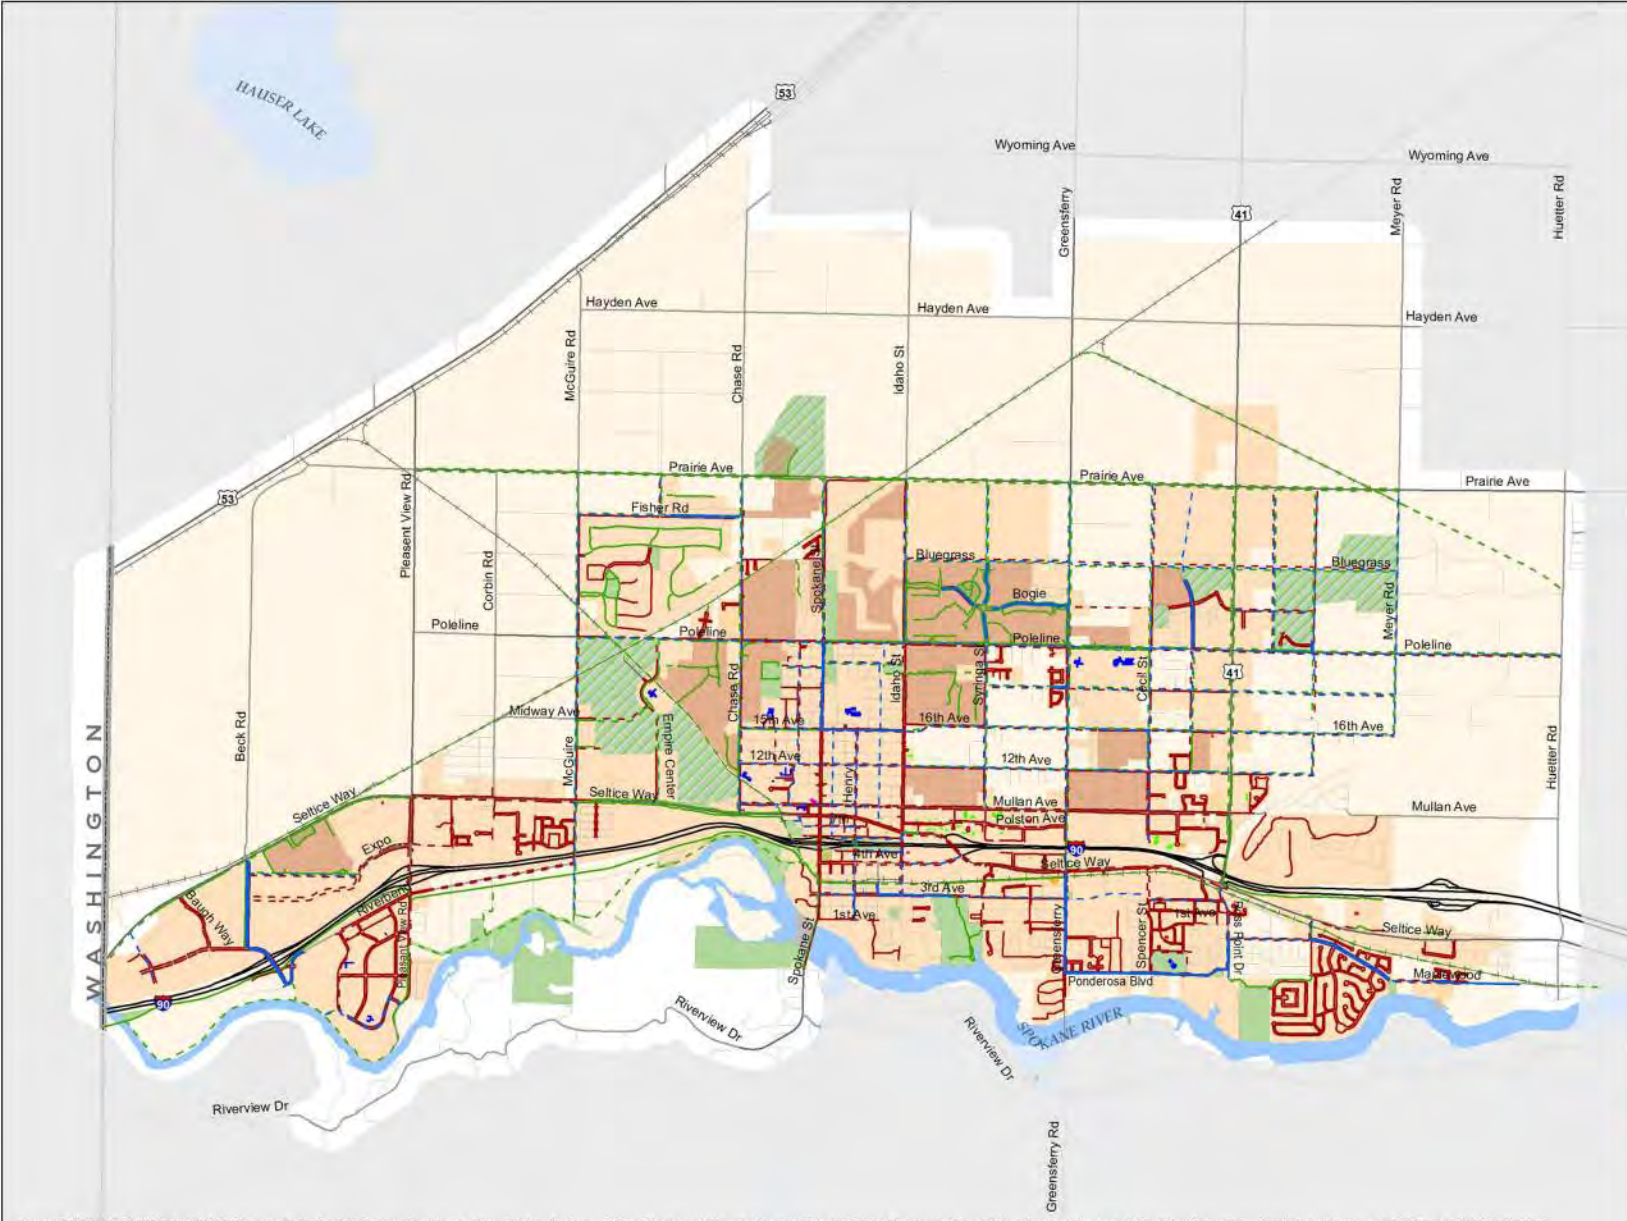 HAUSER LAKE
53
Wyoming Ave
Wyoming Ave
Greensferry
41
Meyer Rd
Huetter Rd
Hayden Ave
Hayden Ave
Hayden Ave
McGuire Rd
Chase Rd
Idaho St
Prairie Ave
Prairie Ave
Prairie Ave
53
Pleasent View Rd
Fisher Rd
Corbin Rd
Spokane St
Bluegrass
Bluegrass
Bogie
Meyer Rd
Poleline
Poleline
Poleline
Poleline
Chase Rd
Idaho St
Syringa St
Cecil St
41
Midway Ave
15th Ave
16th Ave
16th Ave
Beck Rd
McGuire
Empire Center
12th Ave
12th Ave
Henry
Huetter Rd
WASHINGTON
Seltice Way
Seltice Way
Mullan Ave
Mullan Ave
Polston Ave
Expo
4th Ave
90
Seltice Way
Riverbend
3rd Ave
Baugh Way
Pleasant View Rd
1st Ave
1st Ave
Spokane St
Greensferry
Spencer St
Ross Point Dr
Seltice Way
Maplewood
Ponderosa Blvd
90
Riverview Dr
SPOKANE RIVER
Riverview Dr
Riverview Dr
Greensferry Rd